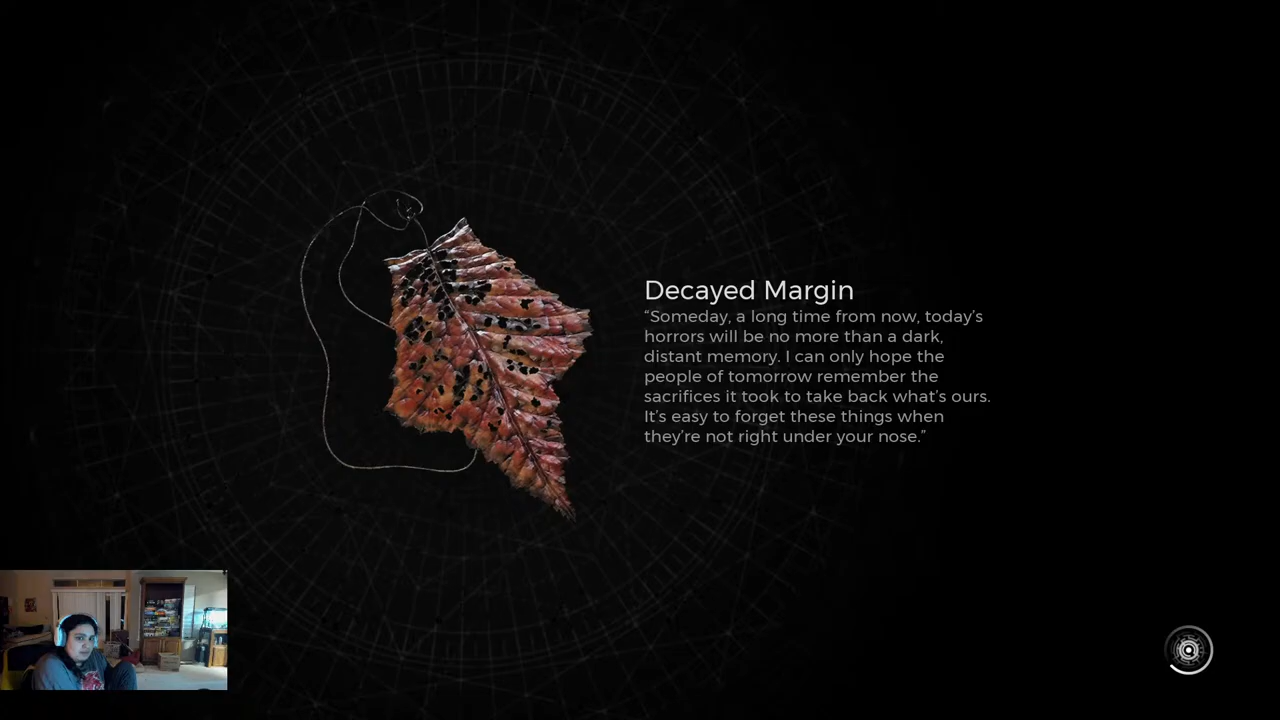 Decayed Margin
“Someday, a long time from now, today’s
horrors will be no more than a dark,
distant memory. I can only hope the
people of tomorrow remember the
sacrifices it took to take back what’s ours.
It’s easy to forget these things when
they’re not right under your nose.”